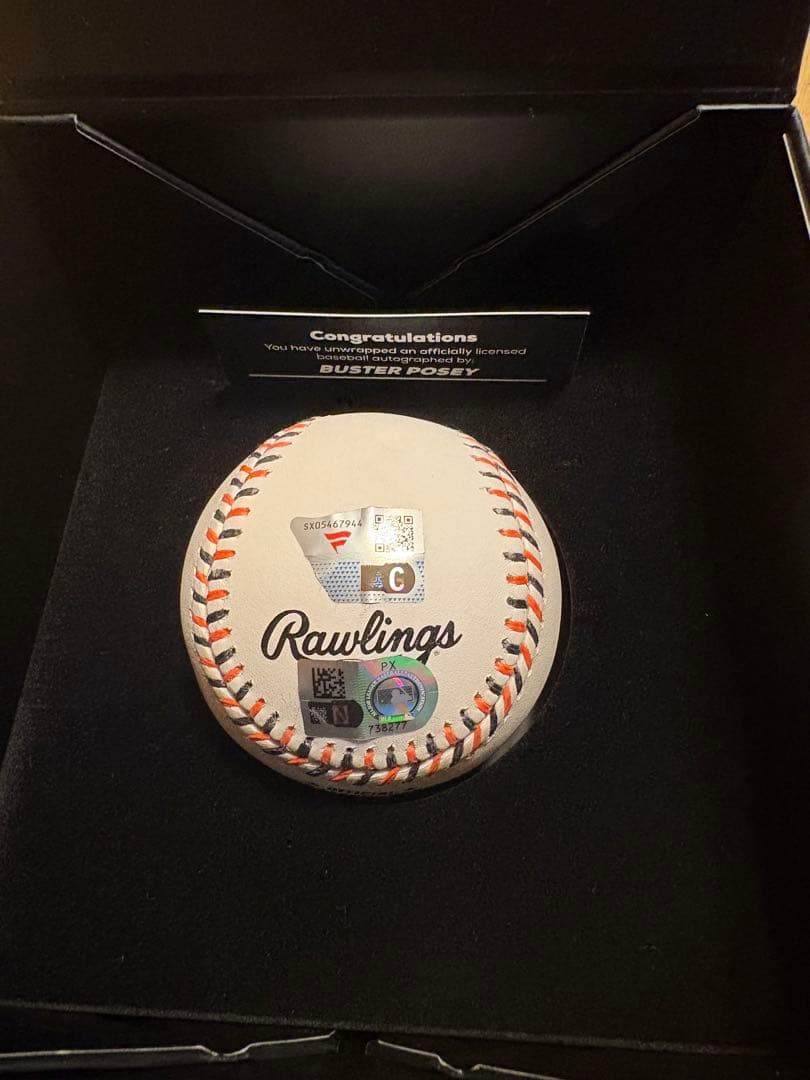 Congratulations
You have unwrapped an officially licensed
baseball autographed by:
BUSTER POSEY
SX05467944
C
Rawlings
PX
N
738277